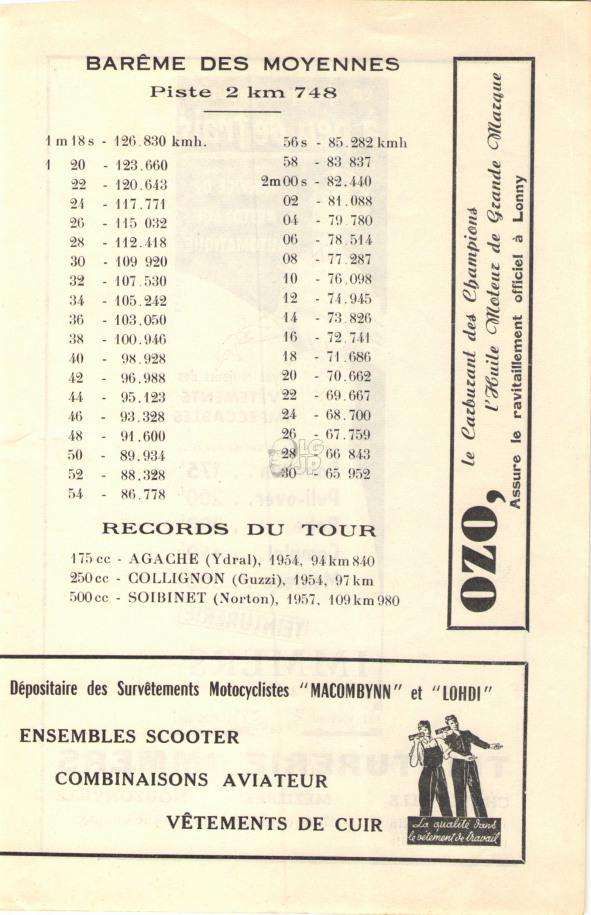 BARÊME DES MOYENNES
Piste 2 km 748
1 m 18 s - 126.830 kmh.
1 20 - 123.660
22 - 120.643
24 - 117.771
26 - 115 032
28 - 112.418
30 - 109 920
32 - 107.530
34 - 105.242
36 - 103.050
38 - 100.946
40 - 98.928
42 - 96.988
44 - 95.123
46 - 93.328
48 - 91.600
50 - 89.934
52 - 88.328
54 - 86.778
56 s - 85.282 kmh
58 - 83 837
2m00s - 82.440
02 - 81.088
04 - 79.780
06 - 78.514
08 - 77.287
10 - 76.098
12 - 74.945
14 - 73.826
16 - 72.741
18 - 71.686
20 - 70.662
22 - 69.667
24 - 68.700
26 - 67.759
28 - 66 843
30 - 65 952
RECORDS DU TOUR
175 cc - AGACHE (Ydral), 1954, 94 km 840
250 cc - COLLIGNON (Guzzi), 1954, 97 km
500 cc - SOIBINET (Norton), 1957, 109 km 980
OZO,
le Carburant des Champions
l'Huile Moteur de Grande Marque
Assure le ravitaillement officiel à Lonny
Dépositaire des Survêtements Motocyclistes "MACOMBYNN" et "LOHDI"
ENSEMBLES SCOOTER
COMBINAISONS AVIATEUR
VÊTEMENTS DE CUIR
La qualité dans
le vêtement de travail